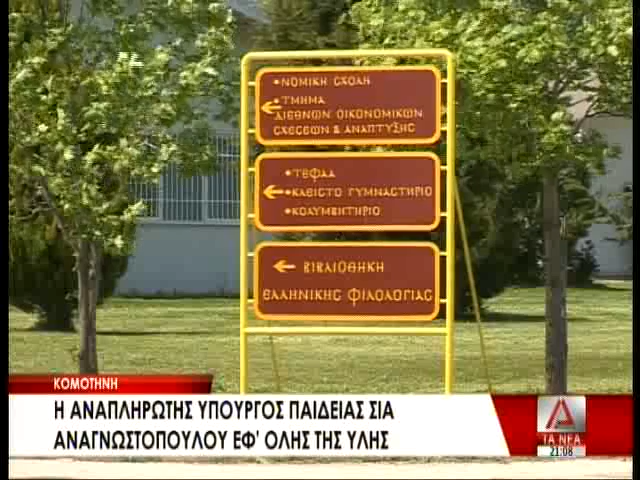 • ΝΟΜΙΚΗ ΣΧΟΛΗ
• ΤΜΗΜΑ
ΔΙΕΘΝΩΝ ΟΙΚΟΝΟΜΙΚΩΝ
ΣΧΕΣΕΩΝ & ΑΝΑΠΤΥΞΗΣ
• ΤΕΦΑΑ
• ΚΛΕΙΣΤΟ ΓΥΜΝΑΣΤΗΡΙΟ
• ΚΟΛΥΜΒΗΤΗΡΙΟ
ΒΙΒΛΙΟΘΗΚΗ
ΕΛΛΗΝΙΚΗΣ ΦΙΛΟΛΟΓΙΑΣ
ΚΟΜΟΤΗΝΗ
Η ΑΝΑΠΛΗΡΩΤΗΣ ΥΠΟΥΡΓΟΣ ΠΑΙΔΕΙΑΣ ΣΙΑ
ΑΝΑΓΝΩΣΤΟΠΟΥΛΟΥ ΕΦ' ΟΛΗΣ ΤΗΣ ΥΛΗΣ
ΤΑ ΝΕΑ
21:08